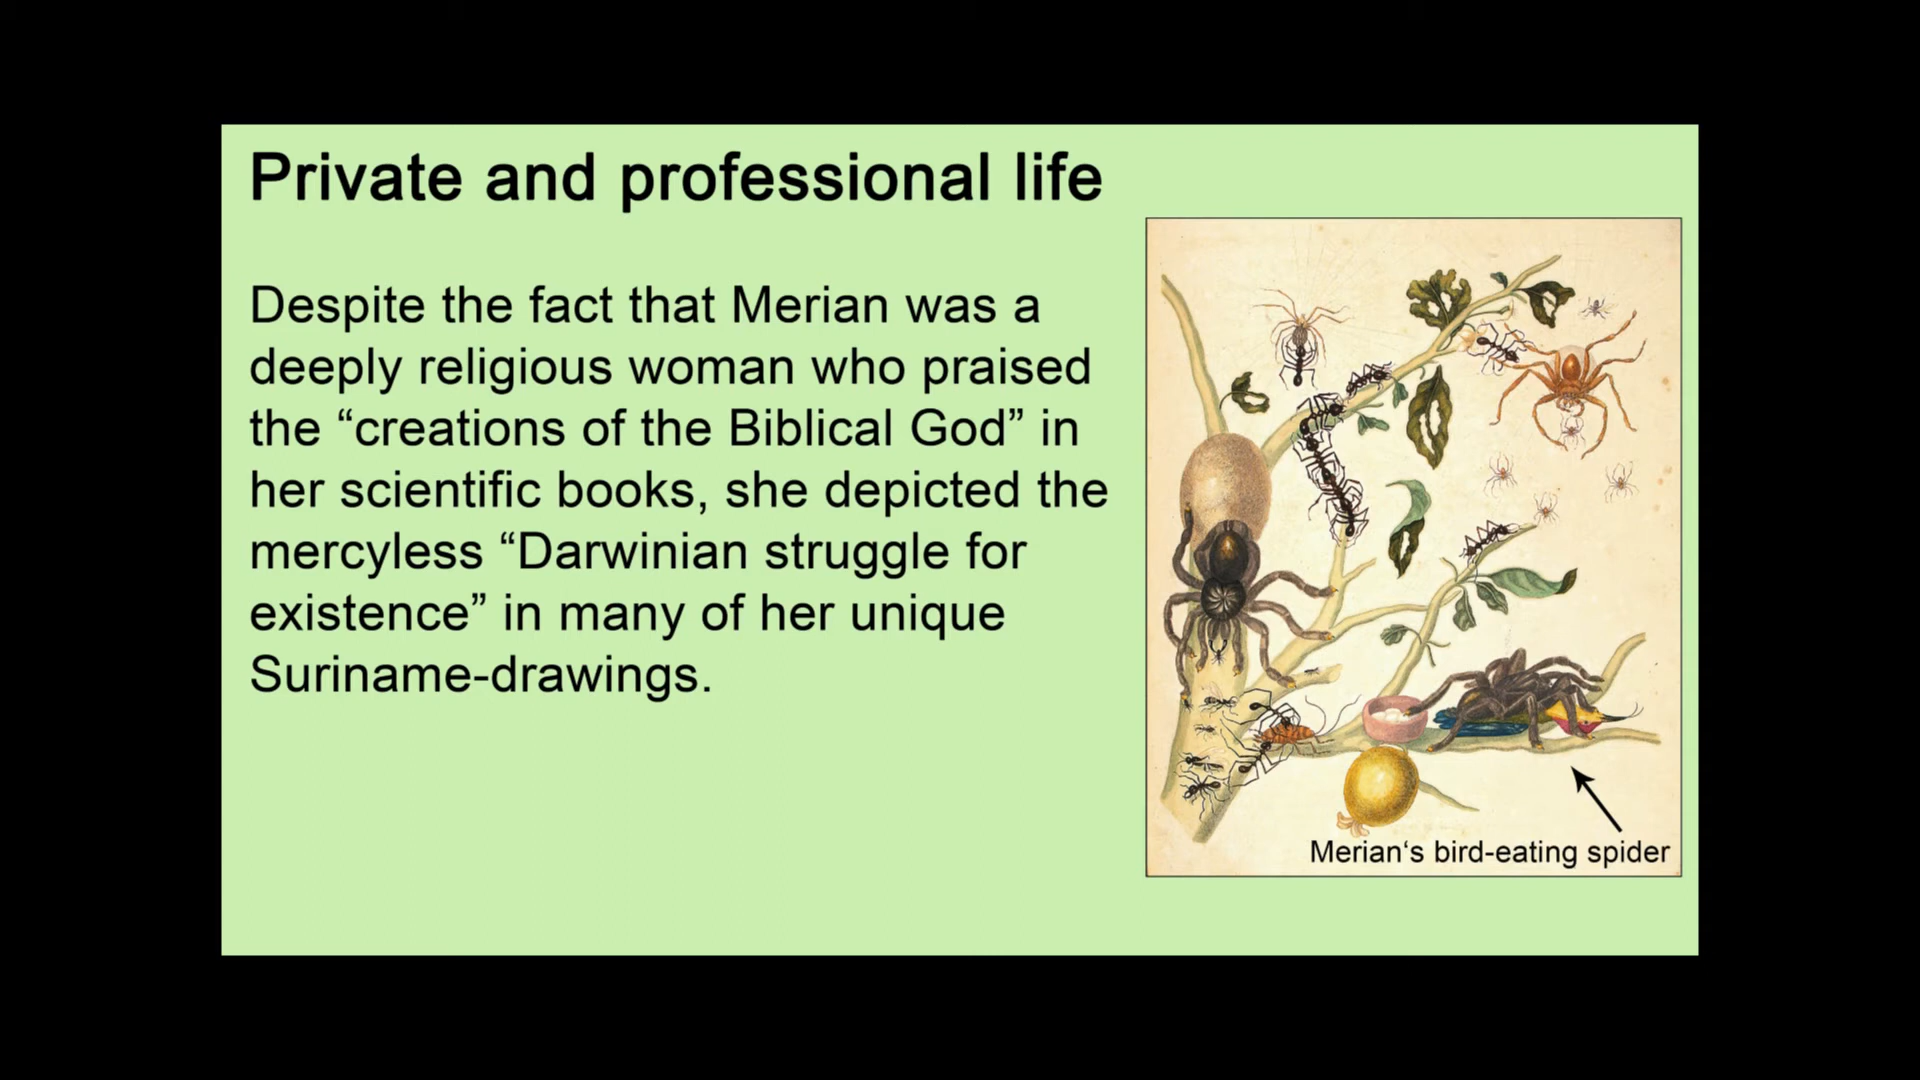 Private and professional life
Despite the fact that Merian was a
deeply religious woman who praised
the “creations of the Biblical God” in
her scientific books, she depicted the
mercyless “Darwinian struggle for
existence” in many of her unique
Suriname-drawings.
Merian‘s bird-eating spider